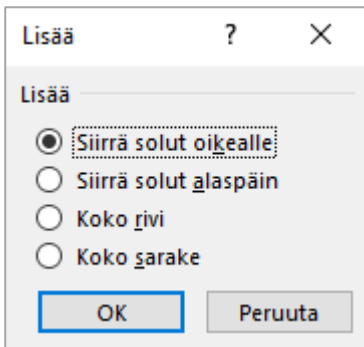 Lisää ?
Lisää
Siirrä solut oikealle
Siirrä solut alaspäin
Koko rivi
Koko sarake
OK Peruuta